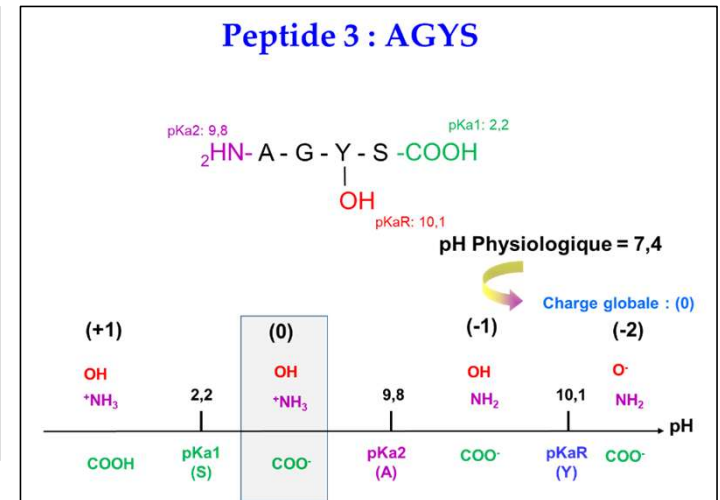 Peptide 3 : AGYS
pKa2: 9,8
pKa1: 2,2
₂HN- A - G - Y - S -COOH
OH
pKaR: 10,1
pH Physiologique = 7,4
Charge globale : (0)
(+1) (0) (-1) (-2)
OH OH OH O⁻
⁺NH₃ 2,2 ⁺NH₃ 9,8 NH₂ 10,1 NH₂
pH
COOH pKa1 COO⁻ pKa2 COO⁻ pKaR COO⁻
(S) (A) (Y)